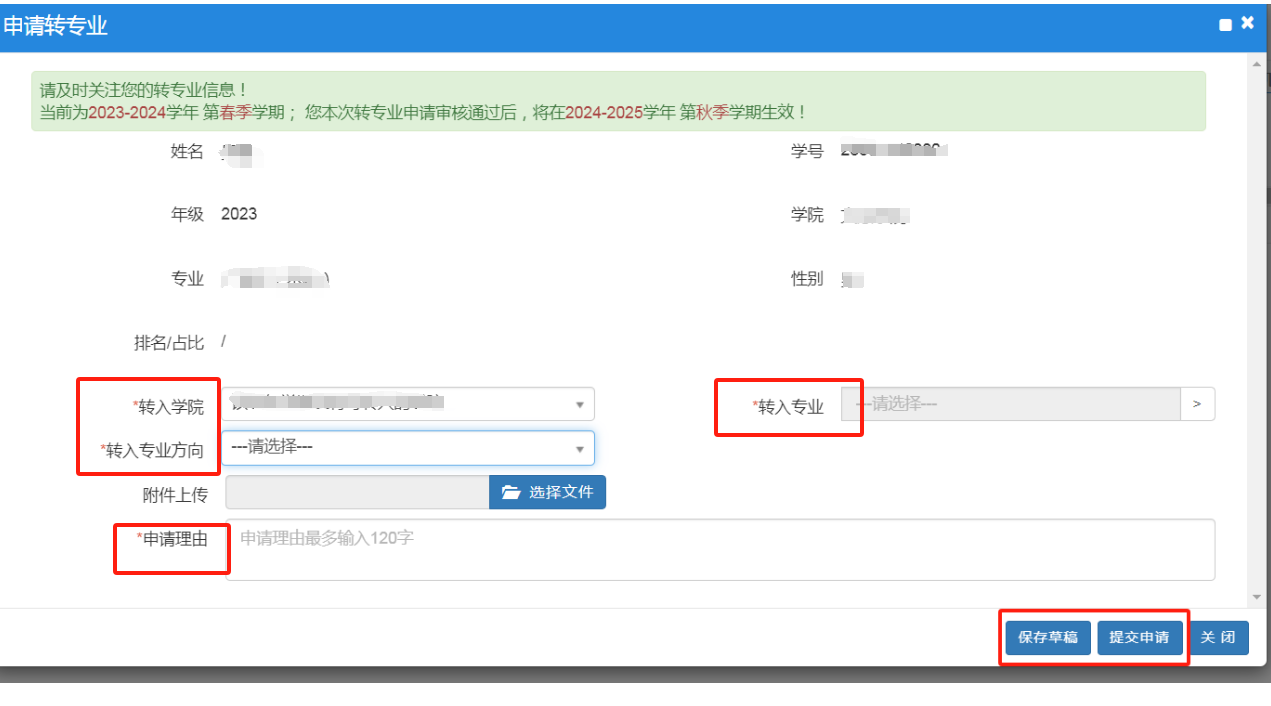 申请转专业
请及时关注您的转专业信息！
当前为2023-2024学年 第春季学期； 您本次转专业申请审核通过后，将在2024-2025学年 第秋季学期生效！
姓名
学号
年级 2023
学院
专业
性别
排名/占比 /
*转入学院
*转入专业 ---请选择--- >
*转入专业方向 ---请选择---
附件上传 选择文件
*申请理由 申请理由最多输入120字
保存草稿 提交申请 关 闭